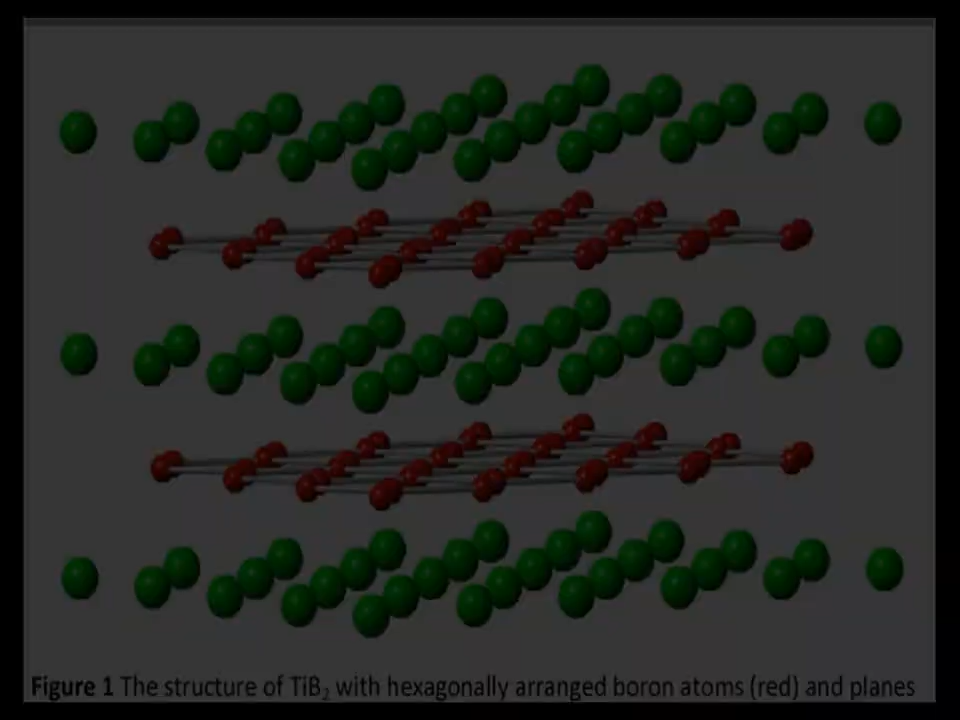 Figure 1 The structure of TiB₂ with hexagonally arranged boron atoms (red) and planes